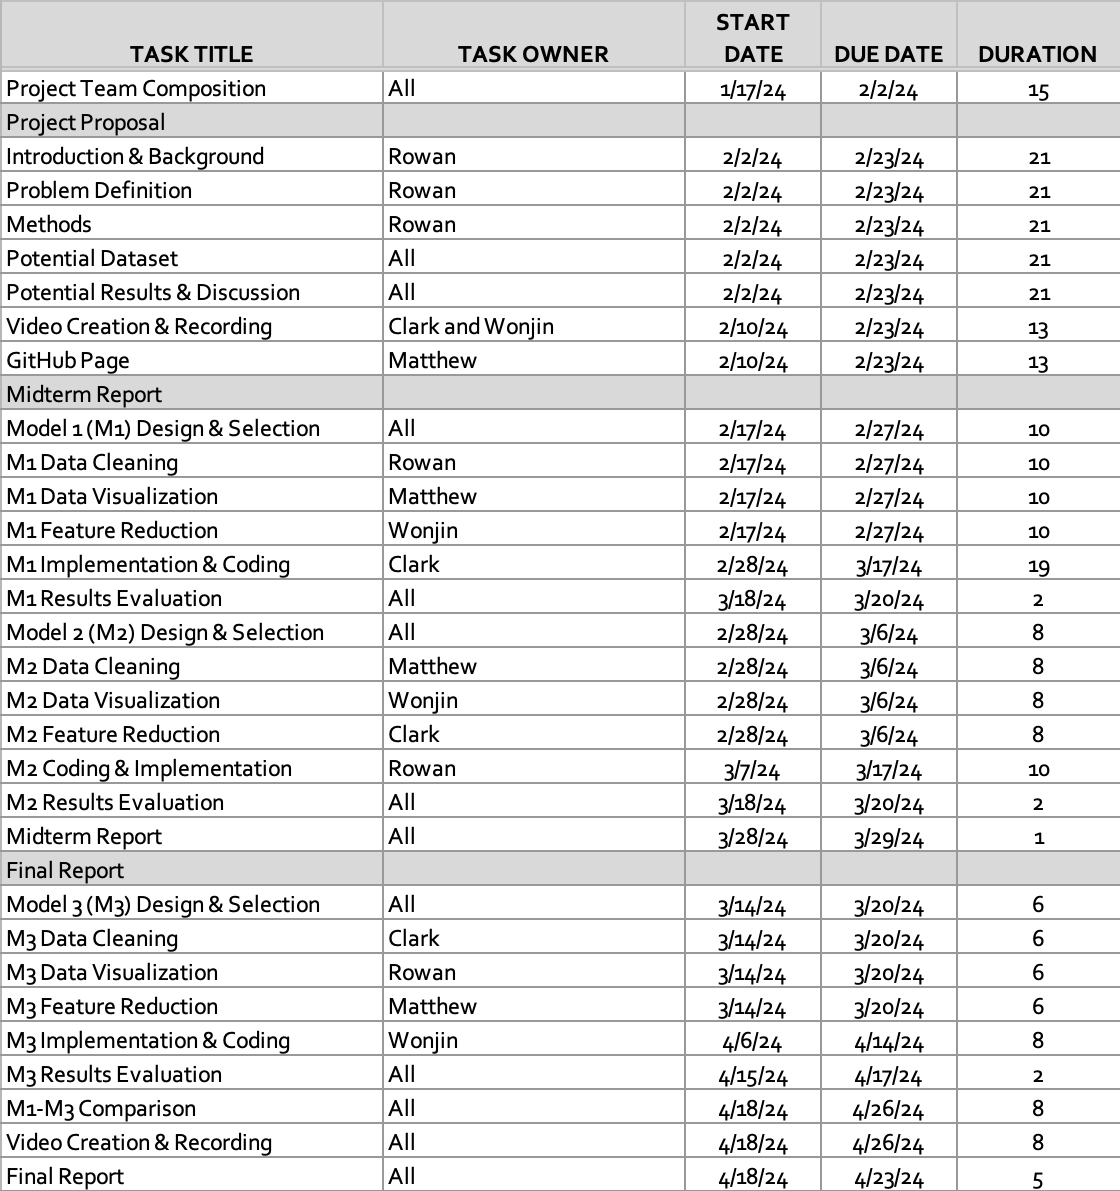 TASK TITLE TASK OWNER START DATE DUE DATE DURATION
Project Team Composition All 1/17/24 2/2/24 15
Project Proposal
Introduction & Background Rowan 2/2/24 2/23/24 21
Problem Definition Rowan 2/2/24 2/23/24 21
Methods Rowan 2/2/24 2/23/24 21
Potential Dataset All 2/2/24 2/23/24 21
Potential Results & Discussion All 2/2/24 2/23/24 21
Video Creation & Recording Clark and Wonjin 2/10/24 2/23/24 13
GitHub Page Matthew 2/10/24 2/23/24 13
Midterm Report
Model 1 (M1) Design & Selection All 2/17/24 2/27/24 10
M1 Data Cleaning Rowan 2/17/24 2/27/24 10
M1 Data Visualization Matthew 2/17/24 2/27/24 10
M1 Feature Reduction Wonjin 2/17/24 2/27/24 10
M1 Implementation & Coding Clark 2/28/24 3/17/24 19
M1 Results Evaluation All 3/18/24 3/20/24 2
Model 2 (M2) Design & Selection All 2/28/24 3/6/24 8
M2 Data Cleaning Matthew 2/28/24 3/6/24 8
M2 Data Visualization Wonjin 2/28/24 3/6/24 8
M2 Feature Reduction Clark 2/28/24 3/6/24 8
M2 Coding & Implementation Rowan 3/7/24 3/17/24 10
M2 Results Evaluation All 3/18/24 3/20/24 2
Midterm Report All 3/28/24 3/29/24 1
Final Report
Model 3 (M3) Design & Selection All 3/14/24 3/20/24 6
M3 Data Cleaning Clark 3/14/24 3/20/24 6
M3 Data Visualization Rowan 3/14/24 3/20/24 6
M3 Feature Reduction Matthew 3/14/24 3/20/24 6
M3 Implementation & Coding Wonjin 4/6/24 4/14/24 8
M3 Results Evaluation All 4/15/24 4/17/24 2
M1-M3 Comparison All 4/18/24 4/26/24 8
Video Creation & Recording All 4/18/24 4/26/24 8
Final Report All 4/18/24 4/23/24 5